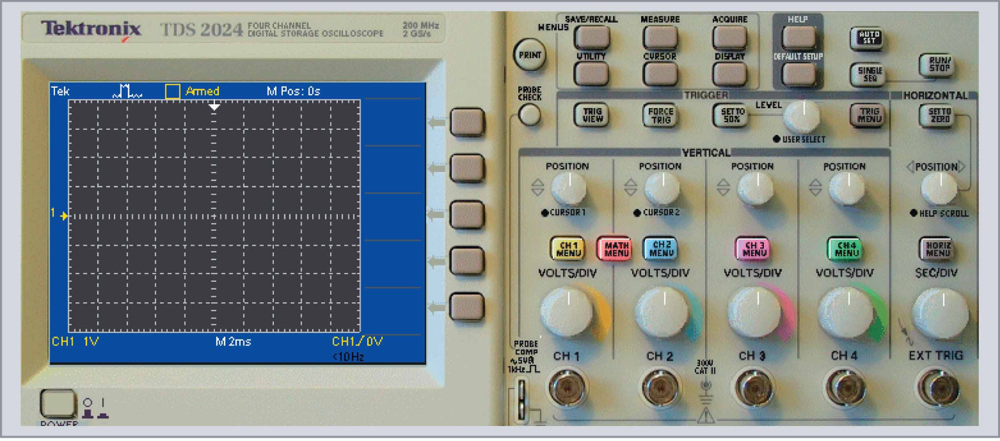 Tektronix TDS 2024 FOUR CHANNEL DIGITAL STORAGE OSCILLOSCOPE 200 MHz 2 GS/s
Tek Armed M Pos: 0s
1
CH1 1V M 2ms CH1 0V
<10Hz
POWER
MENUS
SAVE/RECALL MEASURE ACQUIRE HELP
PRINT
AUTO SET
UTILITY CURSOR DISPLAY DEFAULT SETUP
SINGLE SEQ
RUN/ STOP
PROBE CHECK
TRIGGER HORIZONTAL
TRIG VIEW
FORCE TRIG
SET TO 50%
LEVEL
TRIG MENU
SET TO ZERO
USER SELECT
VERTICAL
POSITION POSITION POSITION POSITION POSITION
CURSOR 1 CURSOR 2 HELP SCROLL
CH 1 MENU
MATH MENU
CH 2 MENU
CH 3 MENU
CH 4 MENU
HORIZ MENU
VOLTS/DIV VOLTS/DIV VOLTS/DIV VOLTS/DIV SEC/DIV
PROBE COMP
~5V@
1kHz
CH 1 CH 2 CH 3 CH 4 EXT TRIG
300V
CAT II